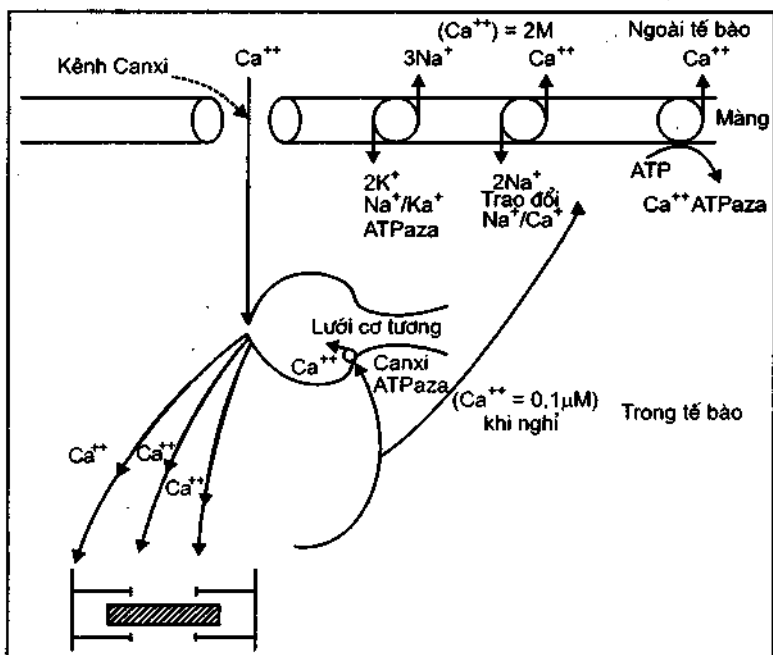 (Ca++) = 2M
Ngoài tế bào
Kênh Canxi
Ca++
3Na+
Ca++
Ca++
Màng
2K+
Na+/Ka+
ATPaza
2Na+
Trao đổi
Na+/Ca+
ATP
Ca++ ATPaza
Lưới cơ tương
Ca++
Canxi
ATPaza
(Ca++ = 0,1µM)
khi nghỉ
Trong tế bào
Ca++
Ca++
Ca++